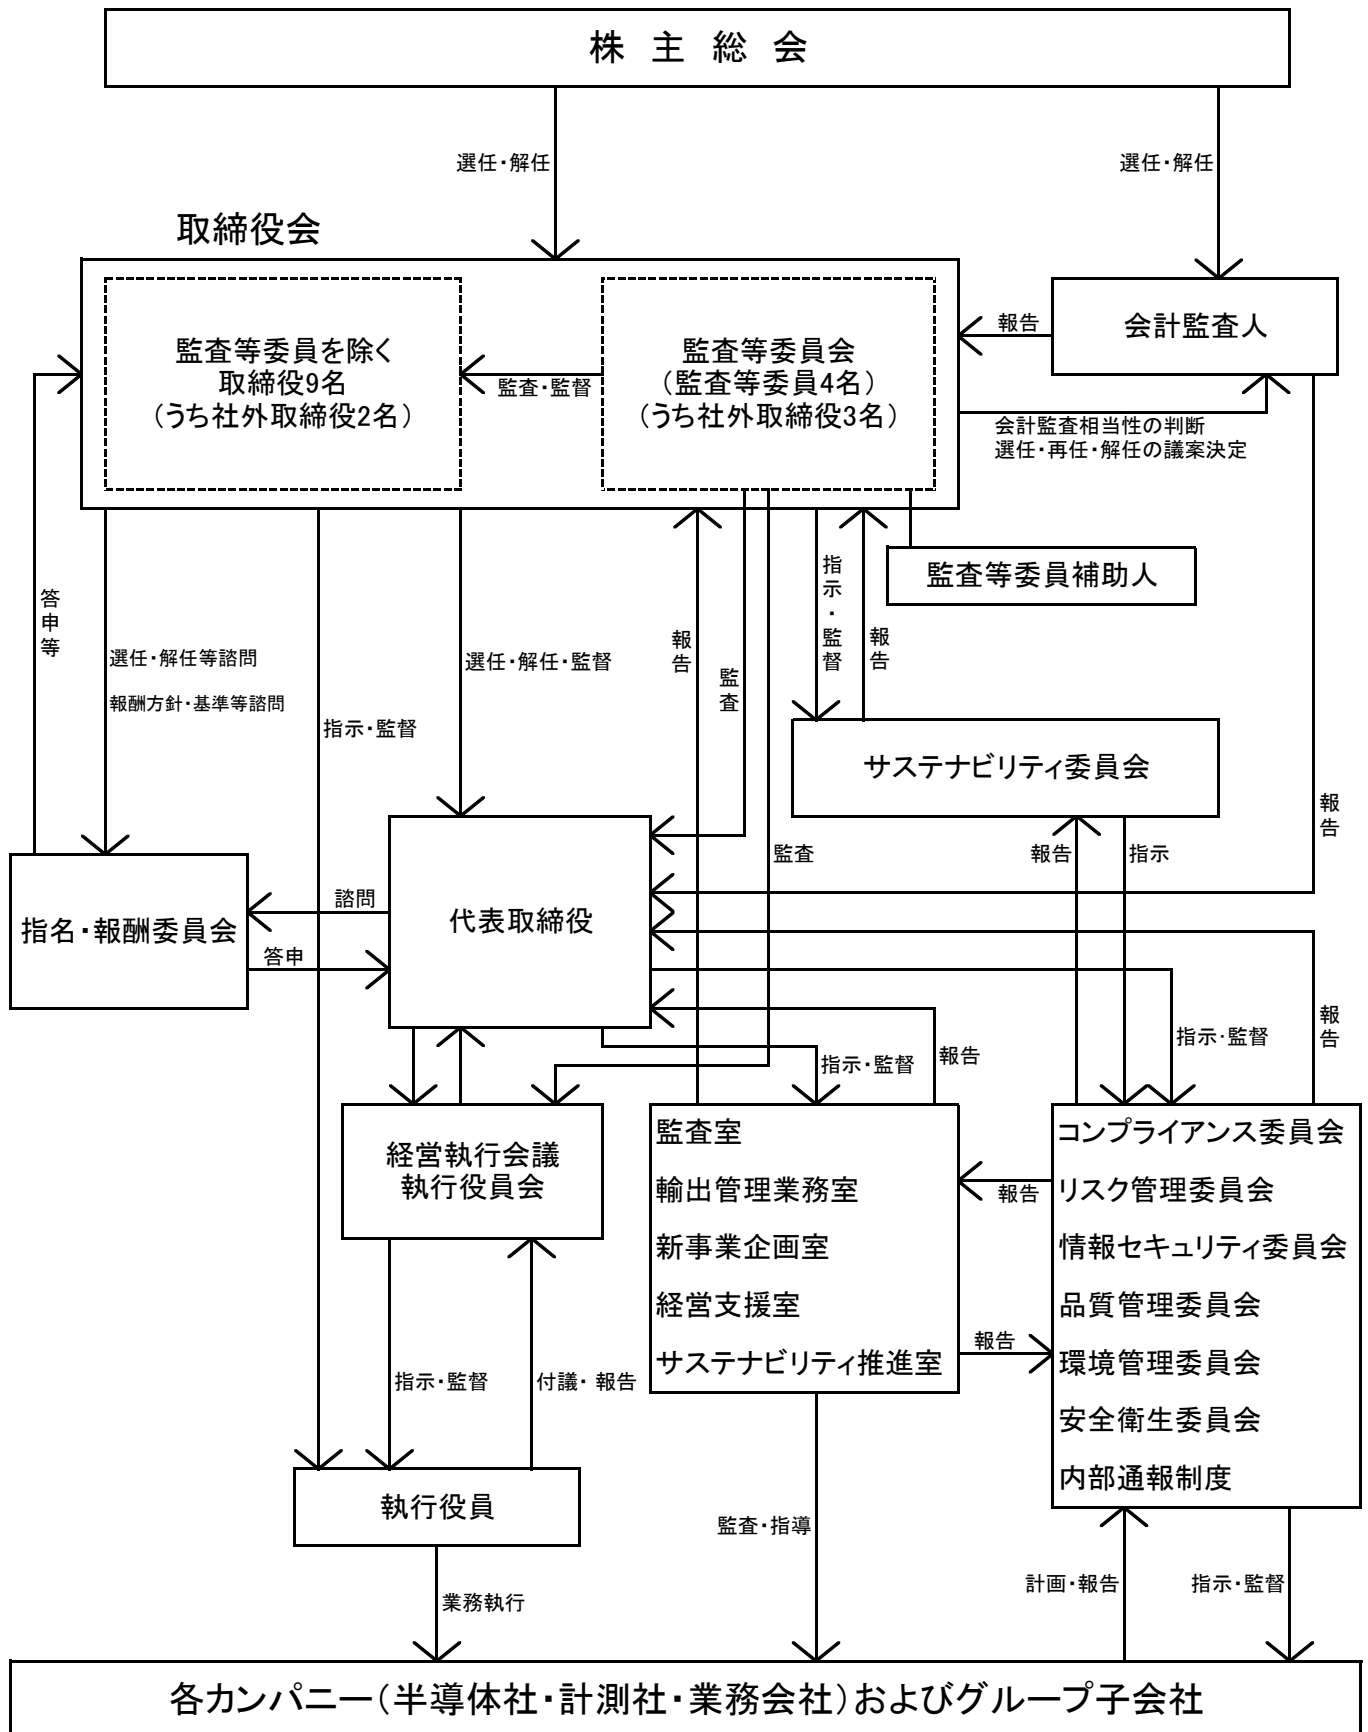 株 主 総 会
選任・解任
選任・解任
取締役会
監査等委員を除く
取締役9名
（うち社外取締役2名）
監査・監督
監査等委員会
（監査等委員4名）
（うち社外取締役3名）
報告
会計監査人
会計監査相当性の判断
選任・再任・解任の議案決定
監査等委員補助人
答申等
選任・解任等諮問
報酬方針・基準等諮問
指示・監督
選任・解任・監督
報告
監査
指示・監督
報告
サステナビリティ委員会
報告
監査
報告
指示
指名・報酬委員会
諮問
答申
代表取締役
指示・監督
報告
指示・監督
報告
経営執行会議
執行役員会
監査室
輸出管理業務室
新事業企画室
経営支援室
サステナビリティ推進室
報告
報告
コンプライアンス委員会
リスク管理委員会
情報セキュリティ委員会
品質管理委員会
環境管理委員会
安全衛生委員会
内部通報制度
指示・監督
付議・ 報告
執行役員
業務執行
監査・指導
計画・報告
指示・監督
各カンパニー（半導体社・計測社・業務会社）およびグループ子会社